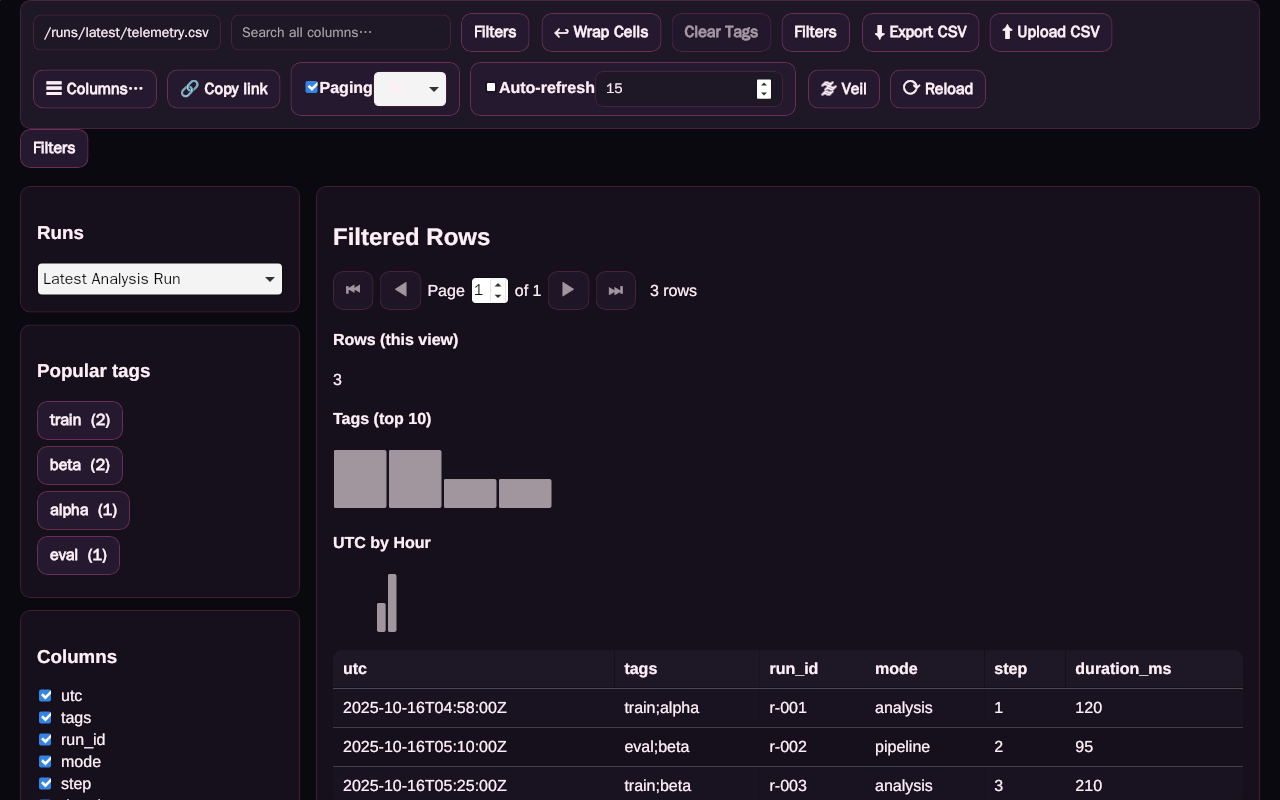 /runs/latest/telemetry.csv Search all columns… Filters ↩ Wrap Cells Clear Tags Filters ⬇ Export CSV ⬆ Upload CSV
☰ Columns… 🔗 Copy link Paging Auto-refresh 15 Veil ⟳ Reload
Filters
Runs
Latest Analysis Run
Popular tags
train (2)
beta (2)
alpha (1)
eval (1)
Columns
utc
tags
run_id
mode
step
Filtered Rows
⏮ ◀ Page 1 of 1 ▶ ⏭ 3 rows
Rows (this view)
3
Tags (top 10)
UTC by Hour
utc tags run_id mode step duration_ms
2025-10-16T04:58:00Z train;alpha r-001 analysis 1 120
2025-10-16T05:10:00Z eval;beta r-002 pipeline 2 95
2025-10-16T05:25:00Z train;beta r-003 analysis 3 210